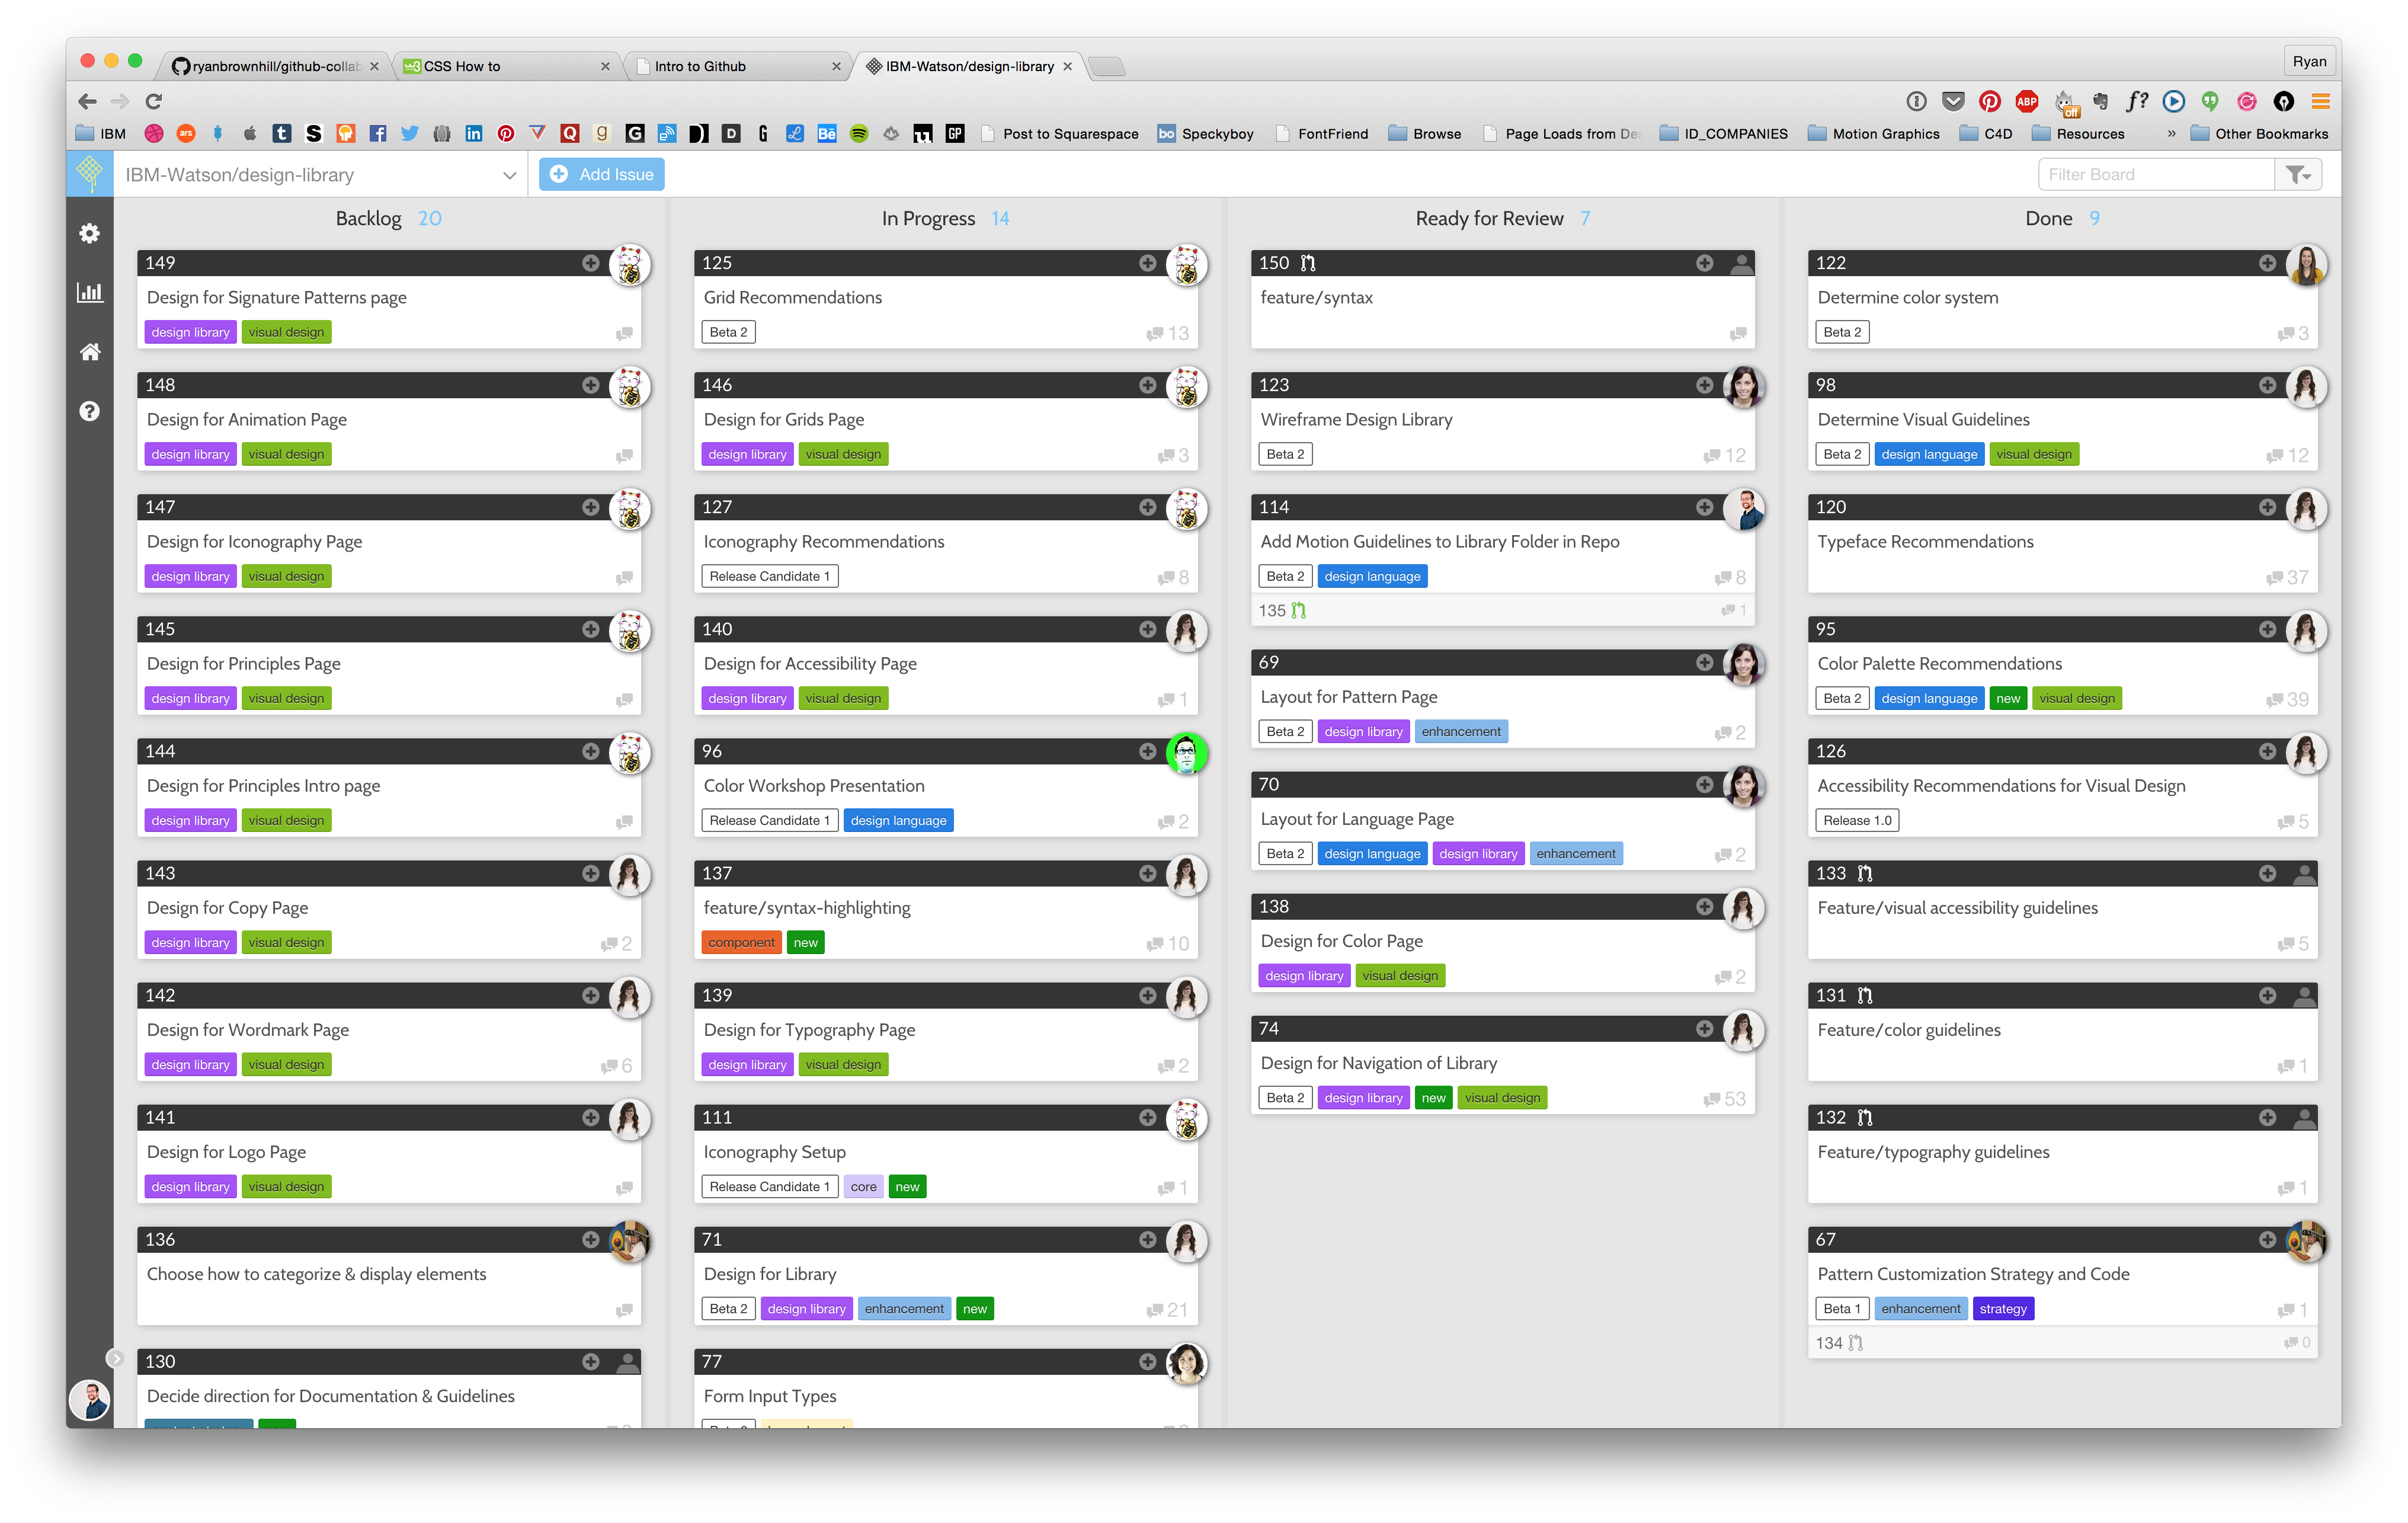 ryanbrownhill/github-collab
CSS How to
Intro to Github
IBM-Watson/design-library
Ryan
ABP
f?
off
IBM
ars
Post to Squarespace
Speckyboy
FontFriend
Browse
Page Loads from Des
ID_COMPANIES
Motion Graphics
C4D
Resources
»
Other Bookmarks
IBM-Watson/design-library
Add Issue
Filter Board
Backlog 20
149
Design for Signature Patterns page
design library visual design
148
Design for Animation Page
design library visual design
147
Design for Iconography Page
design library visual design
145
Design for Principles Page
design library visual design
144
Design for Principles Intro page
design library visual design
143
Design for Copy Page
design library visual design 2
142
Design for Wordmark Page
design library visual design 6
141
Design for Logo Page
design library visual design
136
Choose how to categorize & display elements
130
Decide direction for Documentation & Guidelines
In Progress 14
125
Grid Recommendations
Beta 2 13
146
Design for Grids Page
design library visual design 3
127
Iconography Recommendations
Release Candidate 1 8
140
Design for Accessibility Page
design library visual design 1
96
Color Workshop Presentation
Release Candidate 1 design language 2
137
feature/syntax-highlighting
component new 10
139
Design for Typography Page
design library visual design 2
111
Iconography Setup
Release Candidate 1 core new 1
71
Design for Library
Beta 2 design library enhancement new 21
77
Form Input Types
Ready for Review 7
150
feature/syntax
123
Wireframe Design Library
Beta 2 12
114
Add Motion Guidelines to Library Folder in Repo
Beta 2 design language 8
135 1
69
Layout for Pattern Page
Beta 2 design library enhancement 2
70
Layout for Language Page
Beta 2 design language design library enhancement 2
138
Design for Color Page
design library visual design 2
74
Design for Navigation of Library
Beta 2 design library new visual design 53
Done 9
122
Determine color system
Beta 2 3
98
Determine Visual Guidelines
Beta 2 design language visual design 12
120
Typeface Recommendations
37
95
Color Palette Recommendations
Beta 2 design language new visual design 39
126
Accessibility Recommendations for Visual Design
Release 1.0 5
133
Feature/visual accessibility guidelines
5
131
Feature/color guidelines
1
132
Feature/typography guidelines
1
67
Pattern Customization Strategy and Code
Beta 1 enhancement strategy 1
134 0